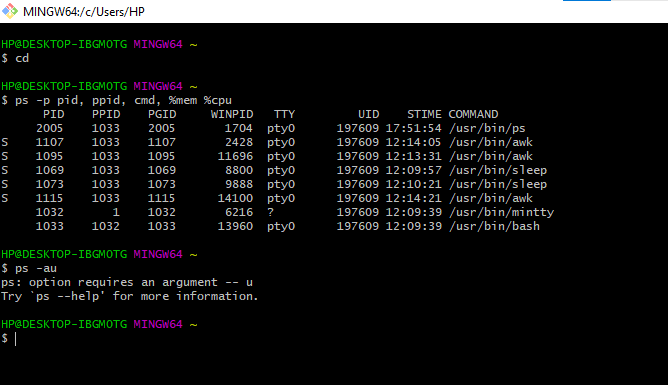 MINGW64:/c/Users/HP
HP@DESKTOP-IBGMOTG MINGW64 ~
$ cd
HP@DESKTOP-IBGMOTG MINGW64 ~
$ ps -p pid, ppid, cmd, %mem %cpu
PID PPID PGID WINPID TTY UID STIME COMMAND
2005 1033 2005 1704 pty0 197609 17:51:54 /usr/bin/ps
S 1107 1033 1107 2428 pty0 197609 12:14:05 /usr/bin/awk
S 1095 1033 1095 11696 pty0 197609 12:13:31 /usr/bin/awk
S 1069 1033 1069 8800 pty0 197609 12:09:57 /usr/bin/sleep
S 1073 1033 1073 9888 pty0 197609 12:10:21 /usr/bin/sleep
S 1115 1033 1115 14100 pty0 197609 12:14:21 /usr/bin/awk
1032 1 1032 6216 ? 197609 12:09:39 /usr/bin/mintty
1033 1032 1033 13960 pty0 197609 12:09:39 /usr/bin/bash
HP@DESKTOP-IBGMOTG MINGW64 ~
$ ps -au
ps: option requires an argument -- u
Try `ps --help' for more information.
HP@DESKTOP-IBGMOTG MINGW64 ~
$